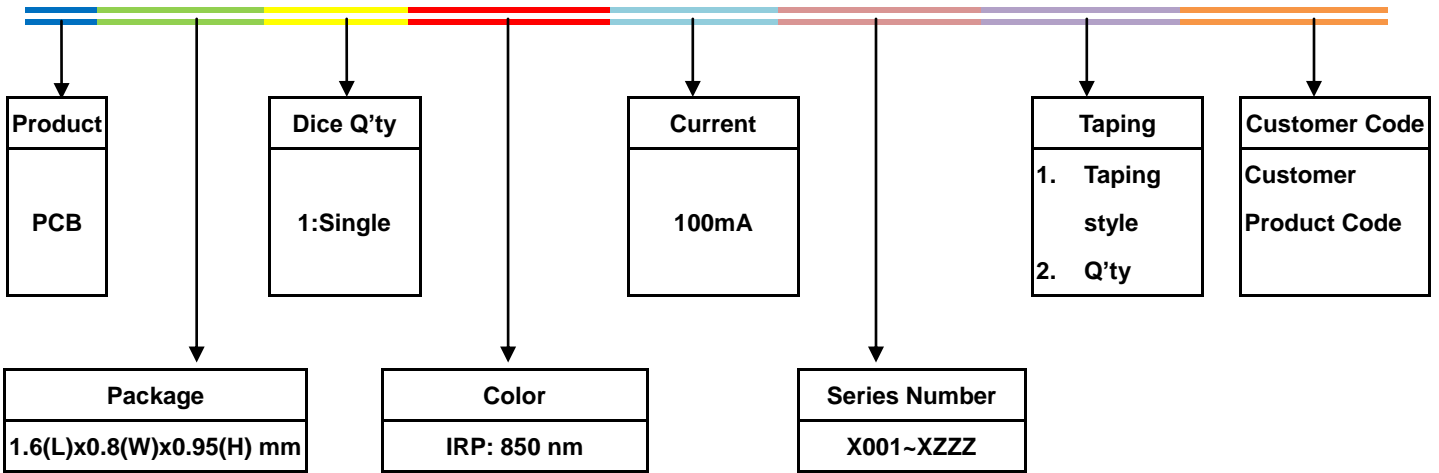 Product
PCB
Dice Q’ty
1:Single
Current
100mA
Taping
1. Taping
style
2. Q’ty
Customer Code
Customer
Product Code
Package
1.6(L)x0.8(W)x0.95(H) mm
Color
IRP: 850 nm
Series Number
X001~XZZZ